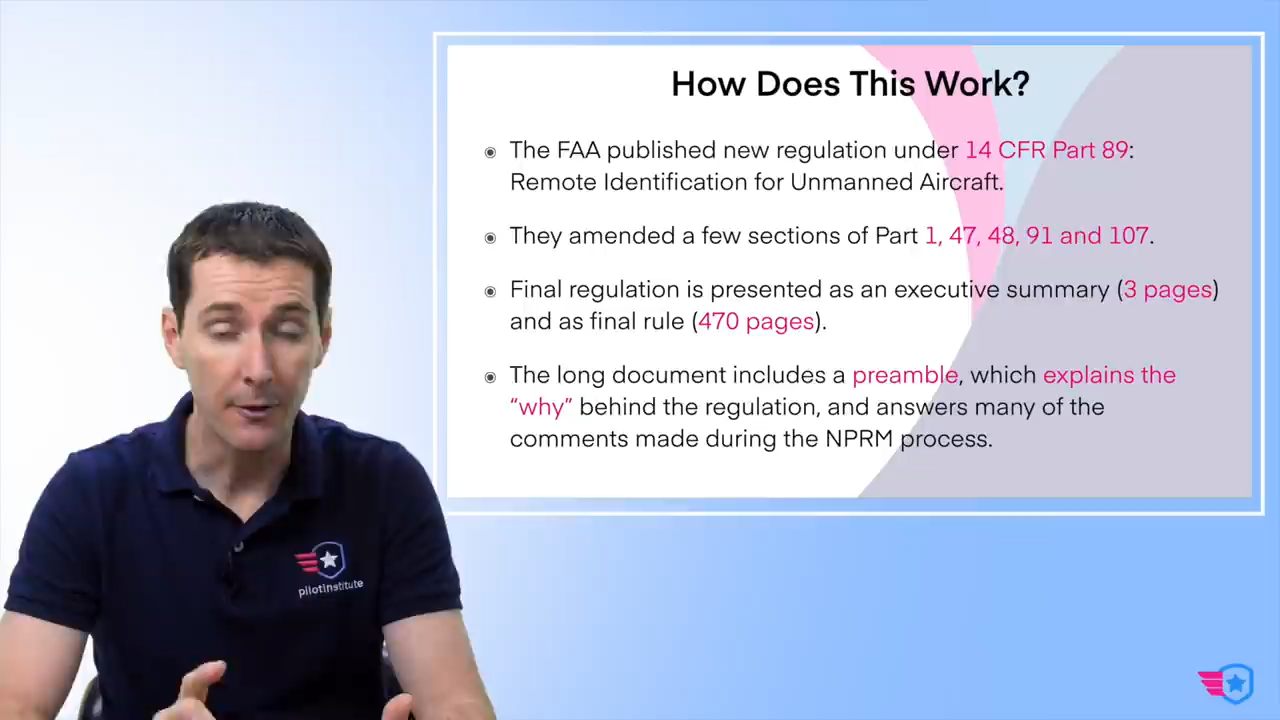 How Does This Work?
The FAA published new regulation under 14 CFR Part 89:
Remote Identification for Unmanned Aircraft.
They amended a few sections of Part 1, 47, 48, 91 and 107.
Final regulation is presented as an executive summary (3 pages)
and as final rule (470 pages).
The long document includes a preamble, which explains the
“why” behind the regulation, and answers many of the
comments made during the NPRM process.
pilotinstitute